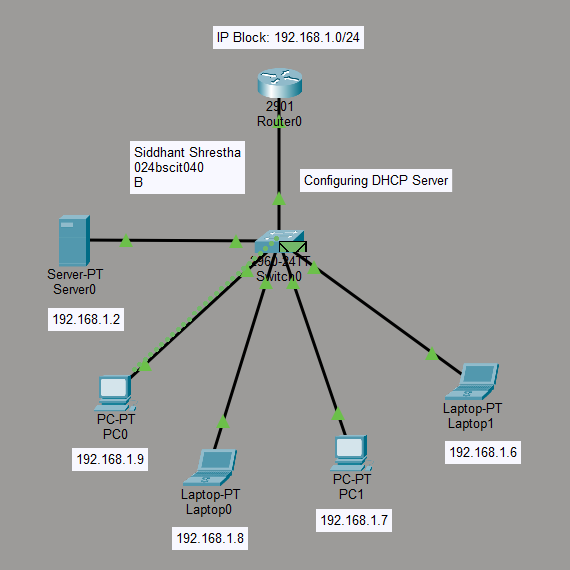 IP Block: 192.168.1.0/24
2901
Router0
Siddhant Shrestha
024bscit040
B
Configuring DHCP Server
2960-24TT
Switch0
Server-PT
Server0
192.168.1.2
PC-PT
PC0
192.168.1.9
Laptop-PT
Laptop0
192.168.1.8
PC-PT
PC1
192.168.1.7
Laptop-PT
Laptop1
192.168.1.6